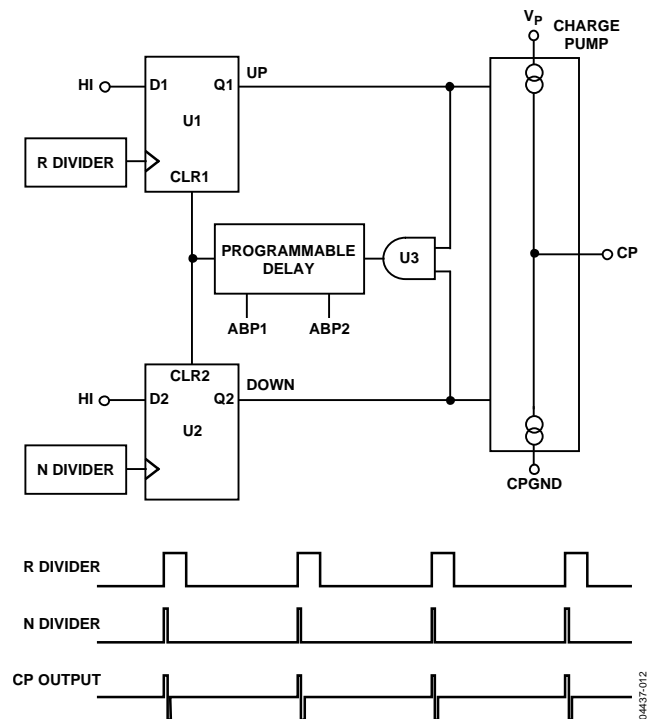 VP
CHARGE
PUMP
HI
D1
Q1
UP
U1
R DIVIDER
CLR1
PROGRAMMABLE
DELAY
U3
CP
ABP1
ABP2
CLR2
HI
D2
Q2
DOWN
U2
N DIVIDER
CPGND
R DIVIDER
N DIVIDER
CP OUTPUT
04437-012